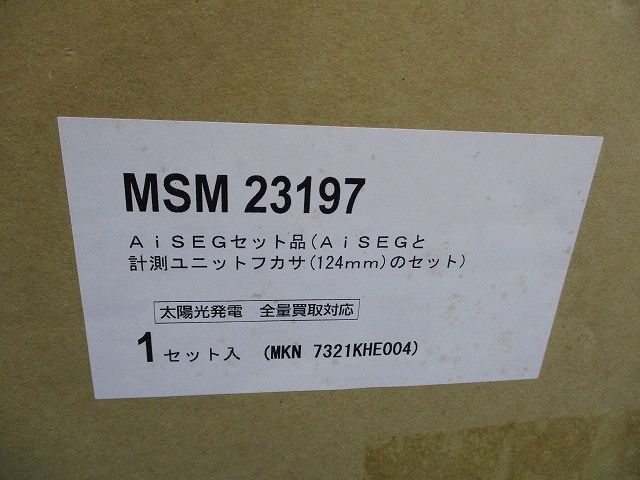 MSM 23197
ＡｉＳＥＧセット品（ＡｉＳＥＧと
計測ユニットフカサ（124ｍｍ）のセット）
太陽光発電　全量買取対応
1セット入　（MKN 7321KHE004）